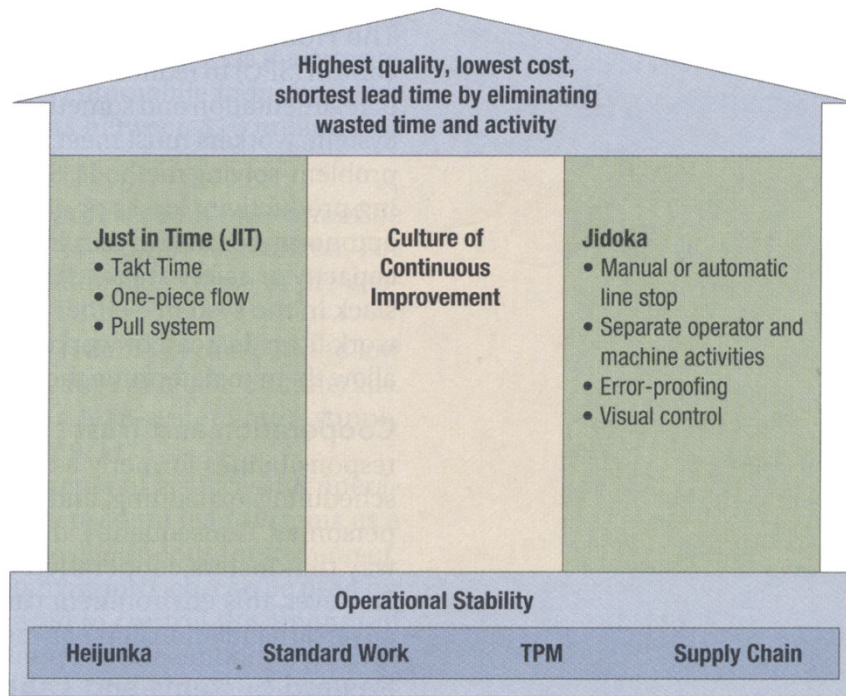 Highest quality, lowest cost,
shortest lead time by eliminating
wasted time and activity
Just in Time (JIT)
• Takt Time
• One-piece flow
• Pull system
Culture of
Continuous
Improvement
Jidoka
• Manual or automatic
line stop
• Separate operator and
machine activities
• Error-proofing
• Visual control
Operational Stability
Heijunka Standard Work TPM Supply Chain